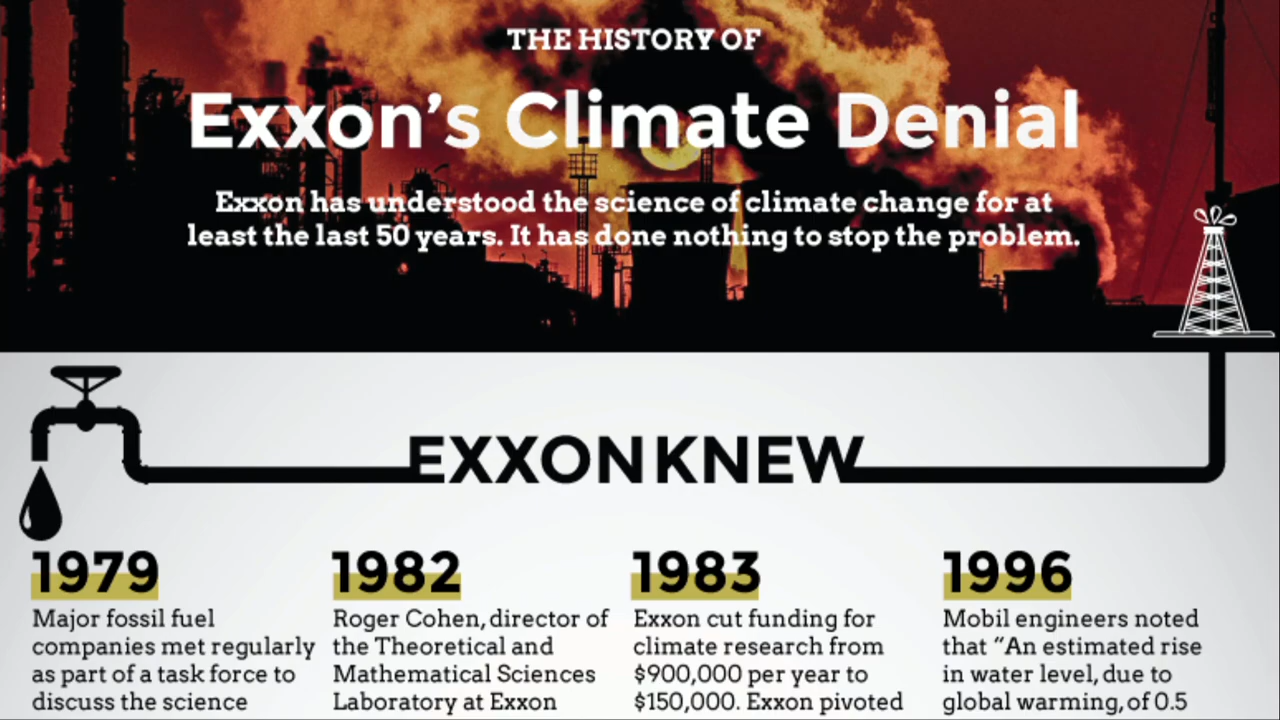 THE HISTORY OF
Exxon's Climate Denial
Exxon has understood the science of climate change for at
least the last 50 years. It has done nothing to stop the problem.
EXXON KNEW
1979
Major fossil fuel
companies met regularly
as part of a task force to
discuss the science
1982
Roger Cohen, director of
the Theoretical and
Mathematical Sciences
Laboratory at Exxon
1983
Exxon cut funding for
climate research from
$900,000 per year to
$150,000. Exxon pivoted
1996
Mobil engineers noted
that “An estimated rise
in water level, due to
global warming, of 0.5